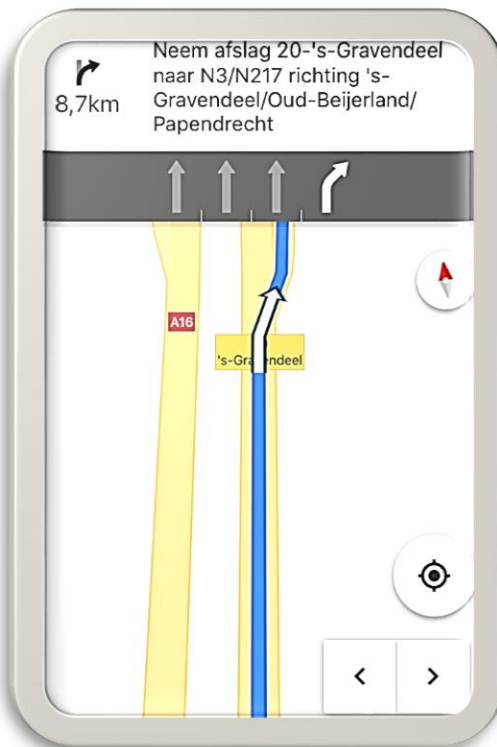 Neem afslag 20-'s-Gravendeel
naar N3/N217 richting 's-
Gravendeel/Oud-Beijerland/
Papendrecht
8,7km
A16
's-Gravendeel